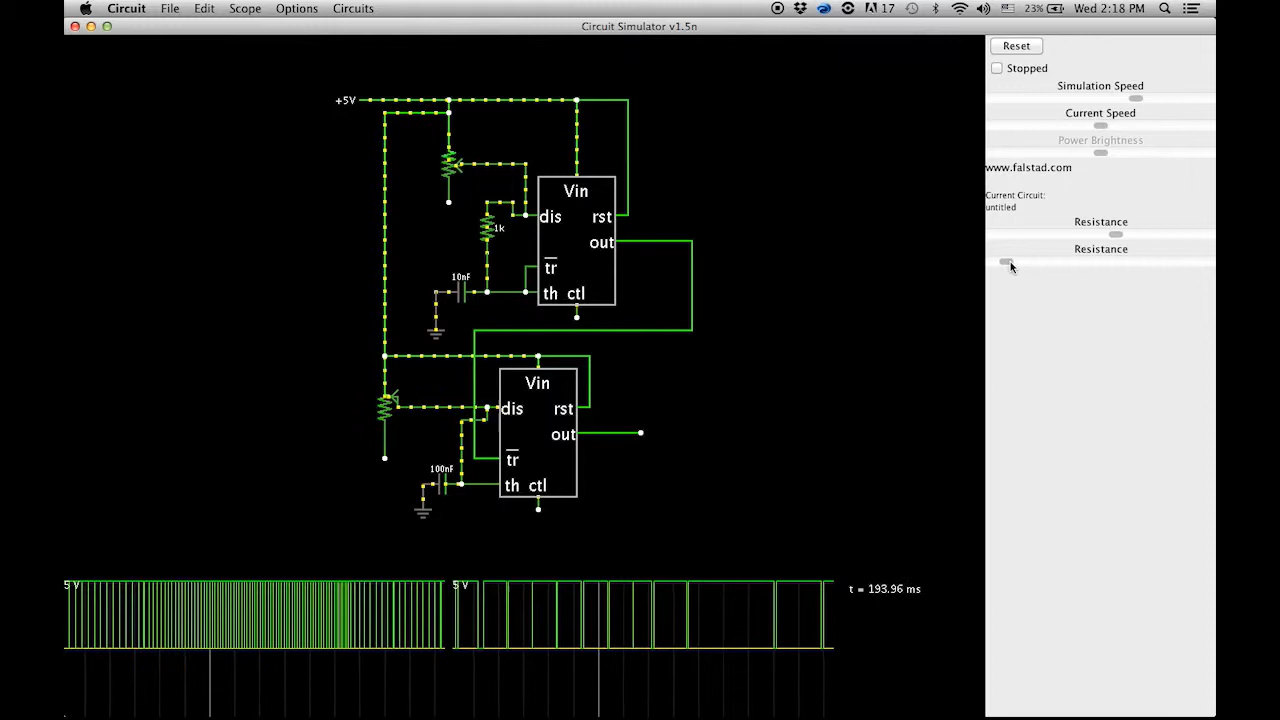 Circuit File Edit Scope Options Circuits 17 23% Wed 2:18 PM
Circuit Simulator v1.5n
Reset
Stopped
Simulation Speed
Current Speed
Power Brightness
www.falstad.com
Current Circuit:
untitled
Resistance
Resistance
+5V
Vin
dis rst
1k
out
tr
10nF
th ctl
Vin
dis rst
out
tr
100nF
th ctl
5 V
5 V
t = 193.96 ms